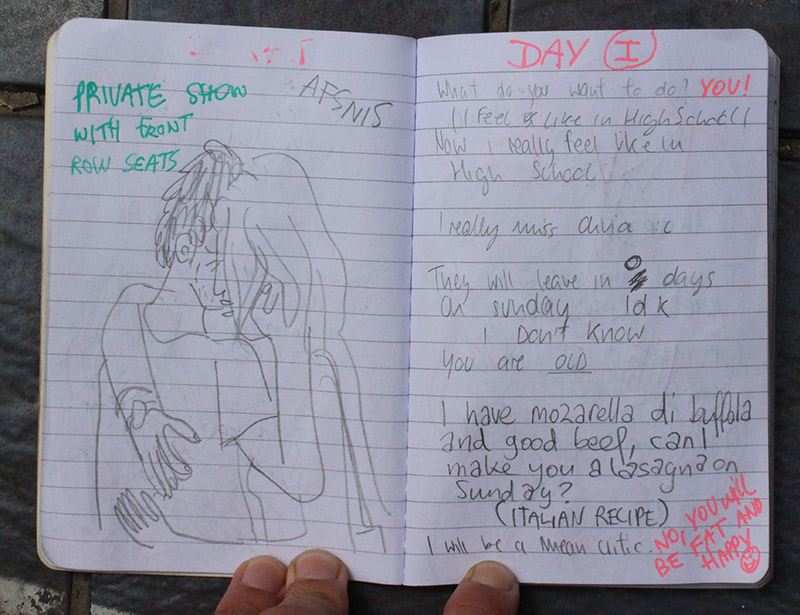 PRIVATE SHOW
WITH FRONT
ROW SEATS
AFSNIS
DAY I
What do you want to do? YOU!
I Feel like in High School
Now I really feel like in
High School
I really miss :c
They will leave in days
On sunday Idk
I Don't Know
You are OLD
I have mozarella di buffola
and good beef, can I
make you a lasagna on
Sunday?
(ITALIAN RECIPE)
I will be a Mean Critic.
NO, YOU WILL
BE FAT AND
HAPPY